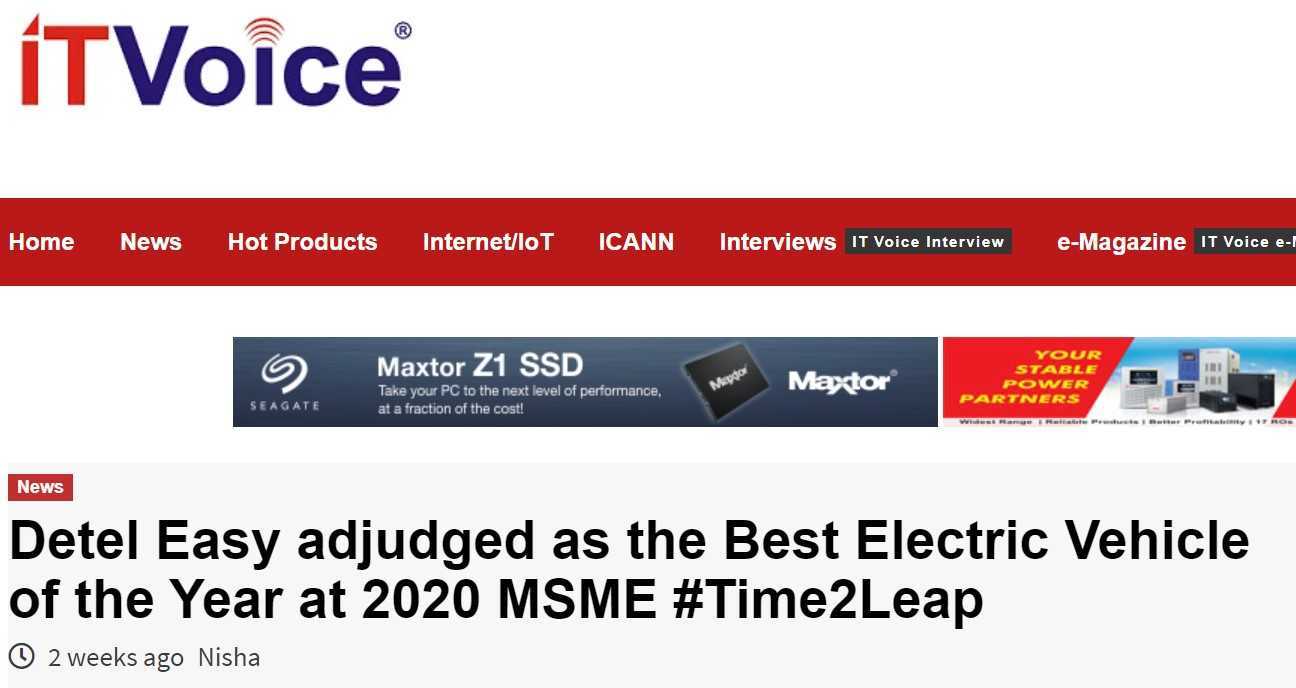 iTVoice®
Home News Hot Products Internet/IoT ICANN Interviews IT Voice Interview e-Magazine IT Voice e-
SEAGATE
Maxtor Z1 SSD
Take your PC to the next level of performance,
at a fraction of the cost!
Maxtor
Maxtor®
YOUR
STABLE
POWER
PARTNERS
Widest Range | Reliable Products | Better Profitability | 17 ROs
News
Detel Easy adjudged as the Best Electric Vehicle
of the Year at 2020 MSME #Time2Leap
2 weeks ago Nisha